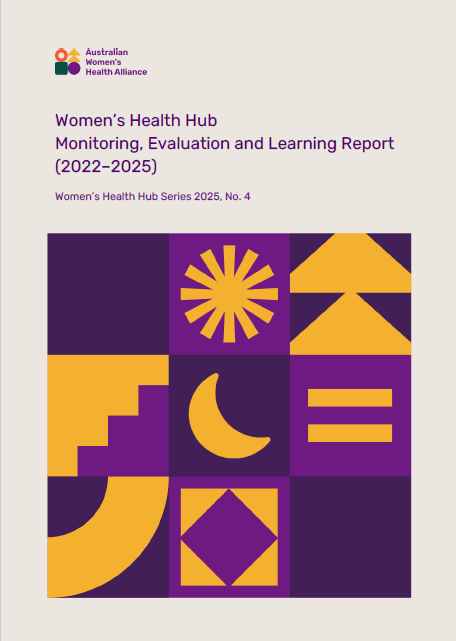 Australian
Women's
Health Alliance
Women's Health Hub
Monitoring, Evaluation and Learning Report
(2022–2025)
Women's Health Hub Series 2025, No. 4